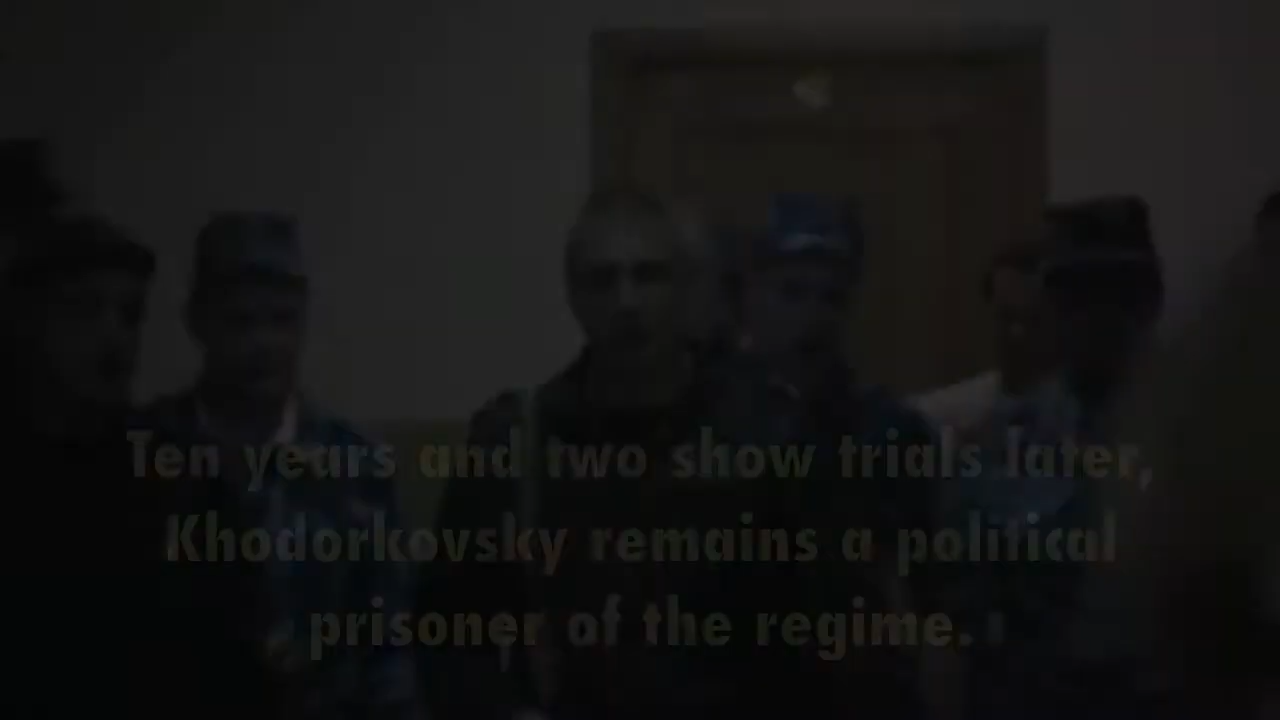 Ten years and two show trials later,
Khodorkovsky remains a political
prisoner of the regime.